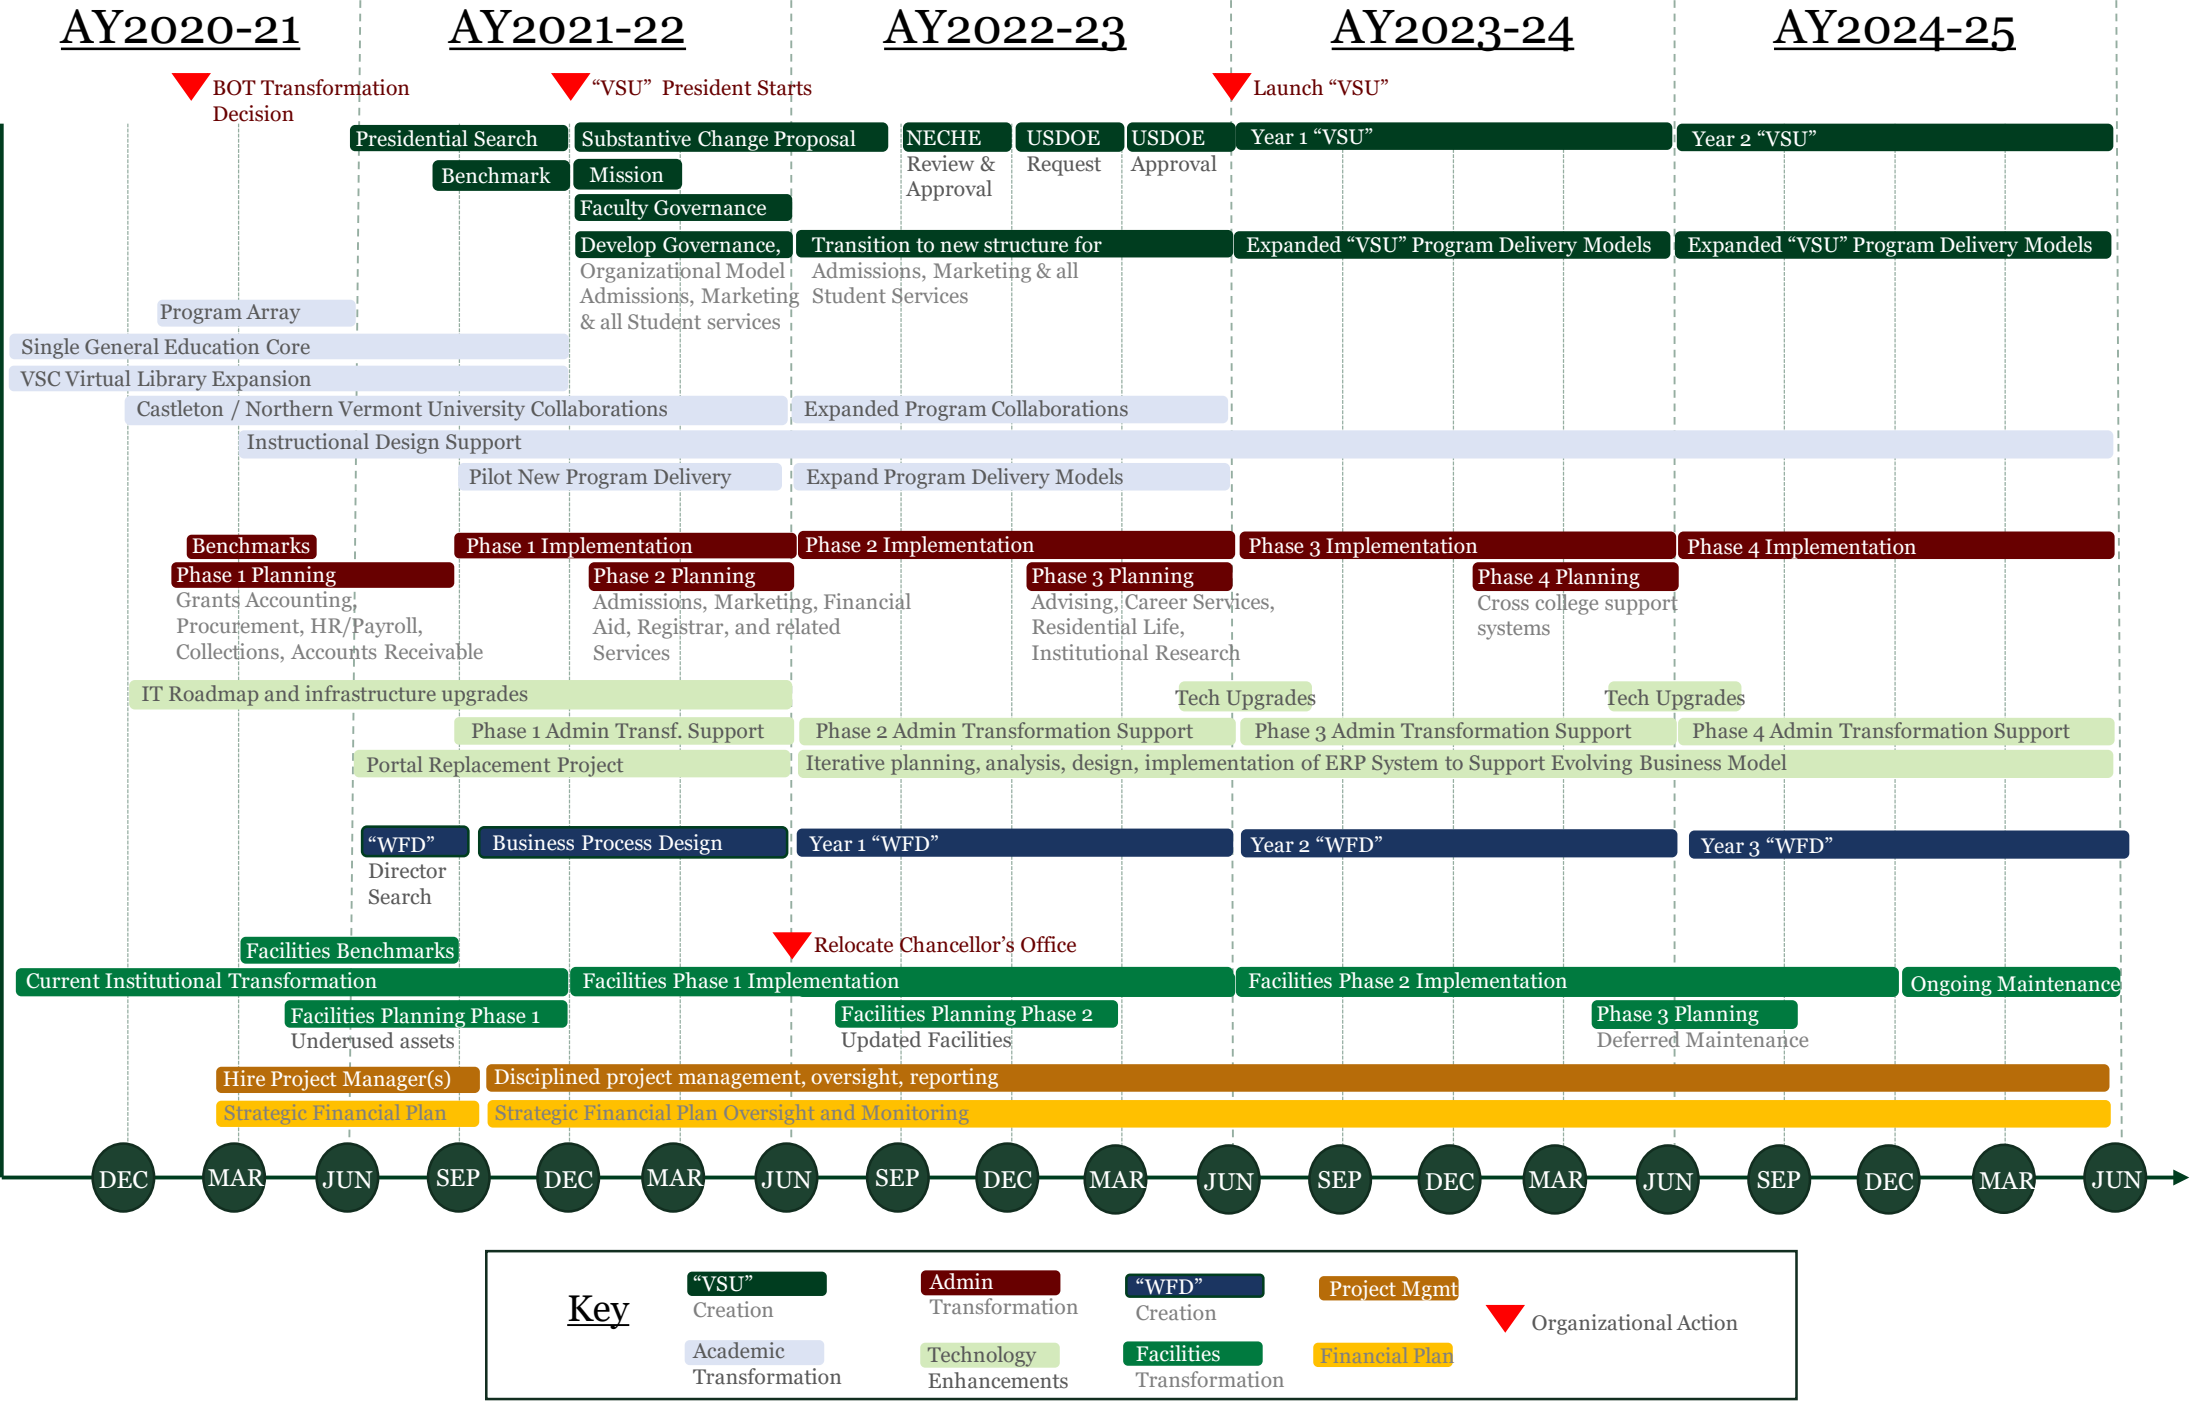 AY2020-21
AY2021-22
AY2022-23
AY2023-24
AY2024-25
BOT Transformation
Decision
“VSU”  President Starts
Launch “VSU”
Presidential Search
Substantive Change Proposal
NECHE
Review &
Approval
USDOE
Request
USDOE
Approval
Year 1 “VSU”
Year 2 “VSU”
Benchmark
Mission
Faculty Governance
Develop Governance,
Organizational Model
Admissions, Marketing
& all Student services
Transition to new structure for
Admissions, Marketing & all
Student Services
Expanded “VSU” Program Delivery Models
Expanded “VSU” Program Delivery Models
Program Array
Single General Education Core
VSC Virtual Library Expansion
Castleton / Northern Vermont University Collaborations
Expanded Program Collaborations
Instructional Design Support
Pilot New Program Delivery
Expand Program Delivery Models
Benchmarks
Phase 1 Implementation
Phase 2 Implementation
Phase 3 Implementation
Phase 4 Implementation
Phase 1 Planning
Grants Accounting,
Procurement, HR/Payroll,
Collections, Accounts Receivable
Phase 2 Planning
Admissions, Marketing, Financial
Aid, Registrar, and related
Services
Phase 3 Planning
Advising, Career Services,
Residential Life,
Institutional Research
Phase 4 Planning
Cross college support
systems
IT Roadmap and infrastructure upgrades
Tech Upgrades
Tech Upgrades
Phase 1 Admin Transf. Support
Phase 2 Admin Transformation Support
Phase 3 Admin Transformation Support
Phase 4 Admin Transformation Support
Portal Replacement Project
Iterative planning, analysis, design, implementation of ERP System to Support Evolving Business Model
“WFD”
Director
Search
Business Process Design
Year 1 “WFD”
Year 2 “WFD”
Year 3 “WFD”
Facilities Benchmarks
Relocate Chancellor’s Office
Current Institutional Transformation
Facilities Phase 1 Implementation
Facilities Phase 2 Implementation
Ongoing Maintenance
Facilities Planning Phase 1
Underused assets
Facilities Planning Phase 2
Updated Facilities
Phase 3 Planning
Deferred Maintenance
Hire Project Manager(s)
Disciplined project management, oversight, reporting
Strategic Financial Plan
Strategic Financial Plan Oversight and Monitoring
DEC
MAR
JUN
SEP
DEC
MAR
JUN
SEP
DEC
MAR
JUN
SEP
DEC
MAR
JUN
SEP
DEC
MAR
JUN
Key
“VSU”
Creation
Admin
Transformation
“WFD”
Creation
Project Mgmt
Organizational Action
Academic
Transformation
Technology
Enhancements
Facilities
Transformation
Financial Plan